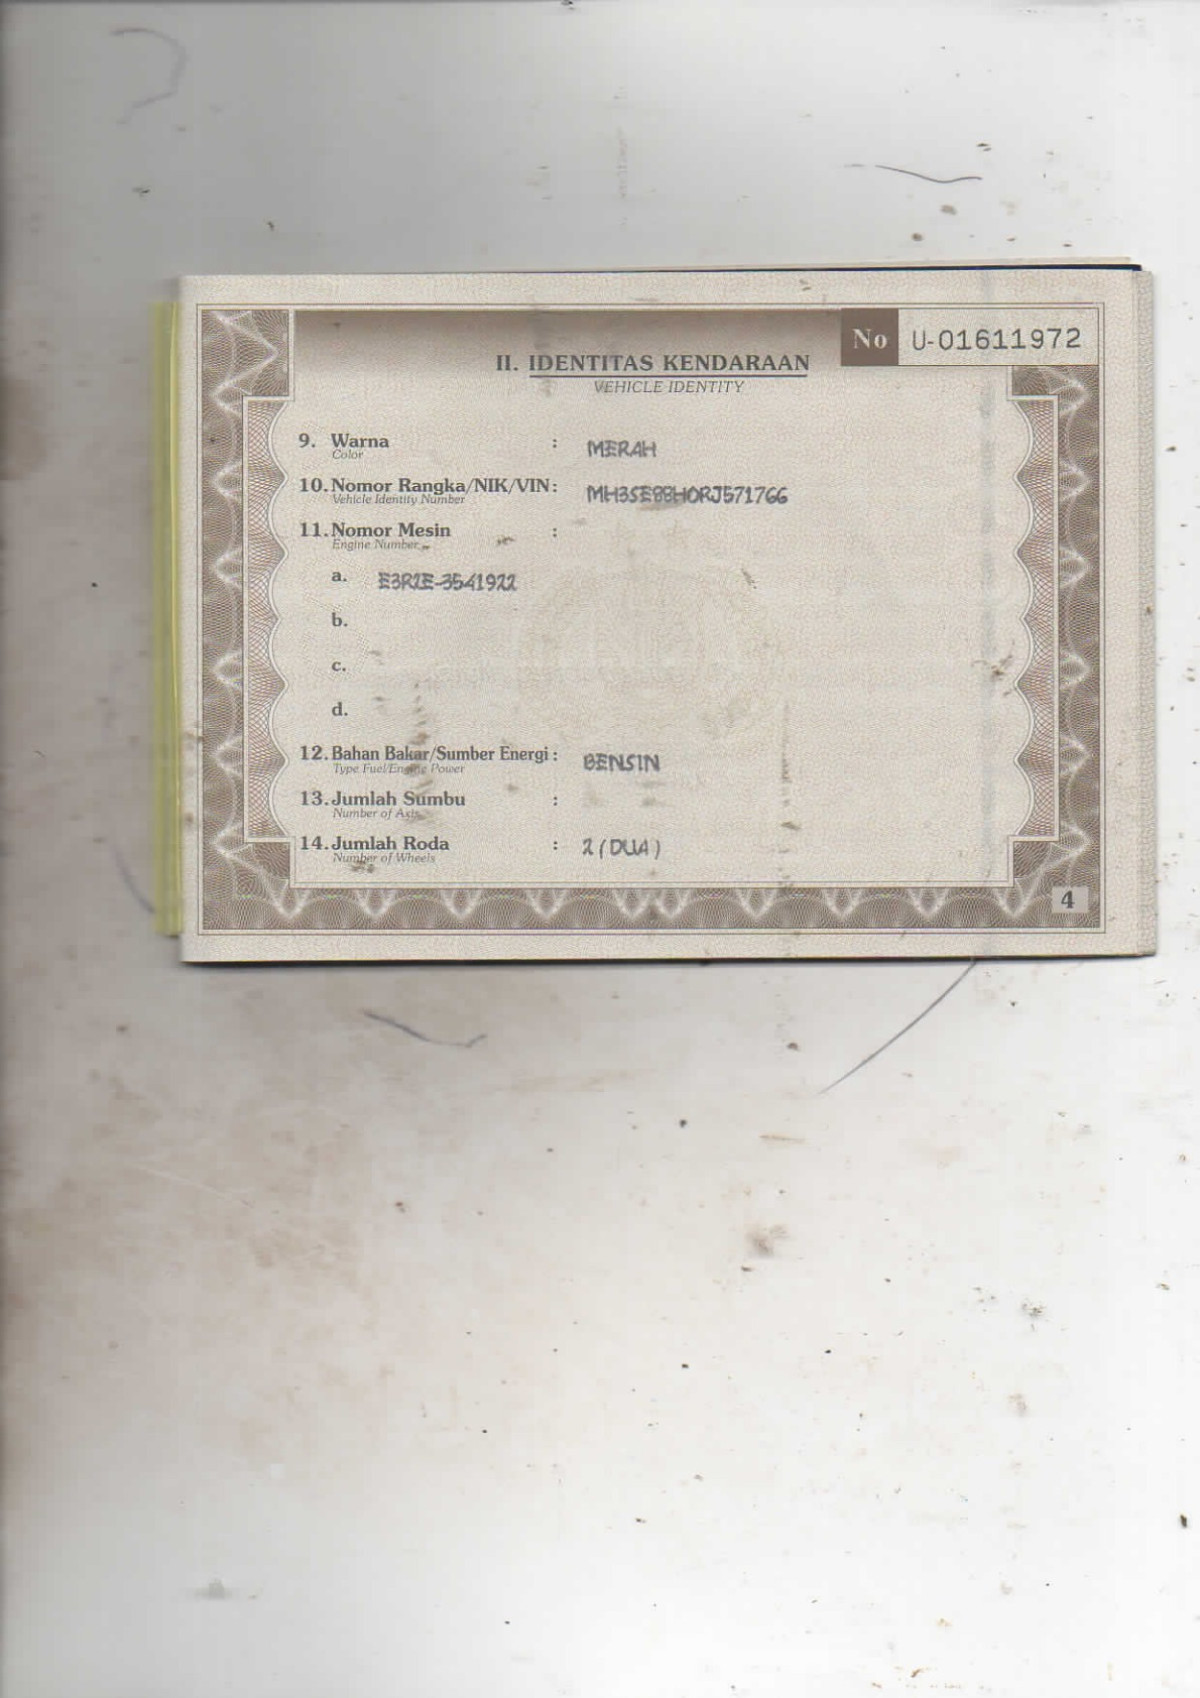 No U-01611972
II. IDENTITAS KENDARAAN
VEHICLE IDENTITY
9. Warna : MERAH
Color
10. Nomor Rangka/NIK/VIN : MH3SE88H0RJ571766
Vehicle Identity Number
11. Nomor Mesin :
Engine Number
a. E3R2E-3541922
b.
c.
d.
12. Bahan Bakar/Sumber Energi : BENSIN
Type Fuel/Engine Power
13. Jumlah Sumbu :
Number of Axis
14. Jumlah Roda : 2 (DUA)
Number of Wheels
4